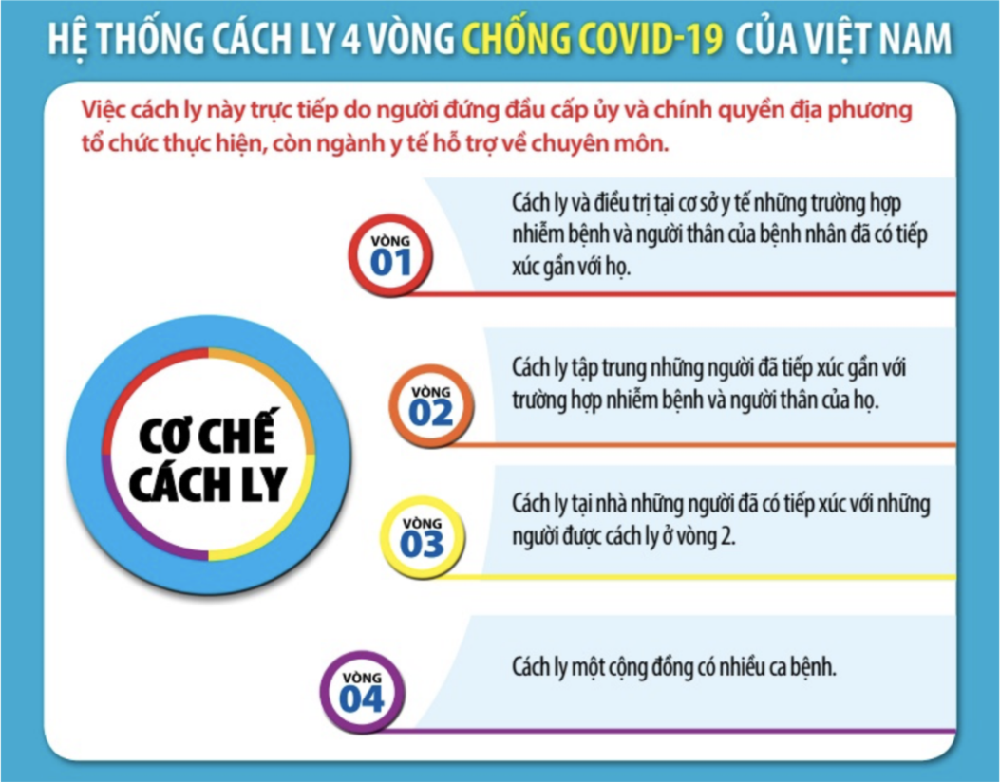 HỆ THỐNG CÁCH LY 4 VÒNG CHỐNG COVID-19 CỦA VIỆT NAM
Việc cách ly này trực tiếp do người đứng đầu cấp ủy và chính quyền địa phương
tổ chức thực hiện, còn ngành y tế hỗ trợ về chuyên môn.
CƠ CHẾ
CÁCH LY
VÒNG
01
Cách ly và điều trị tại cơ sở y tế những trường hợp
nhiễm bệnh và người thân của bệnh nhân đã có tiếp
xúc gần với họ.
VÒNG
02
Cách ly tập trung những người đã tiếp xúc gần với
trường hợp nhiễm bệnh và người thân của họ.
VÒNG
03
Cách ly tại nhà những người đã có tiếp xúc với những
người được cách ly ở vòng 2.
VÒNG
04
Cách ly một cộng đồng có nhiều ca bệnh.